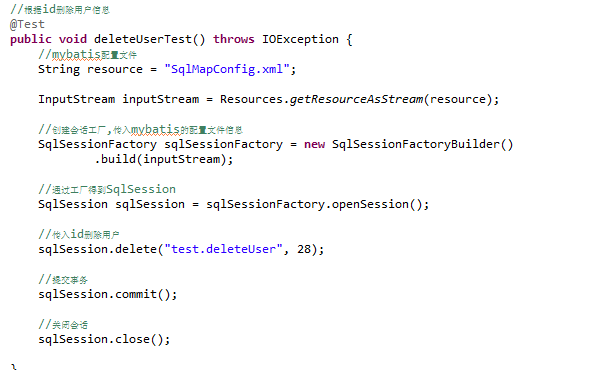 //根据id删除用户信息
@Test
public void deleteUserTest() throws IOException {
//mybatis配置文件
String resource = "SqlMapConfig.xml";
InputStream inputStream = Resources.getResourceAsStream(resource);
//创建会话工厂,传入mybatis的配置文件信息
SqlSessionFactory sqlSessionFactory = new SqlSessionFactoryBuilder()
.build(inputStream);
//通过工厂得到SqlSession
SqlSession sqlSession = sqlSessionFactory.openSession();
//传入id删除用户
sqlSession.delete("test.deleteUser", 28);
//提交事务
sqlSession.commit();
//关闭会话
sqlSession.close();
}